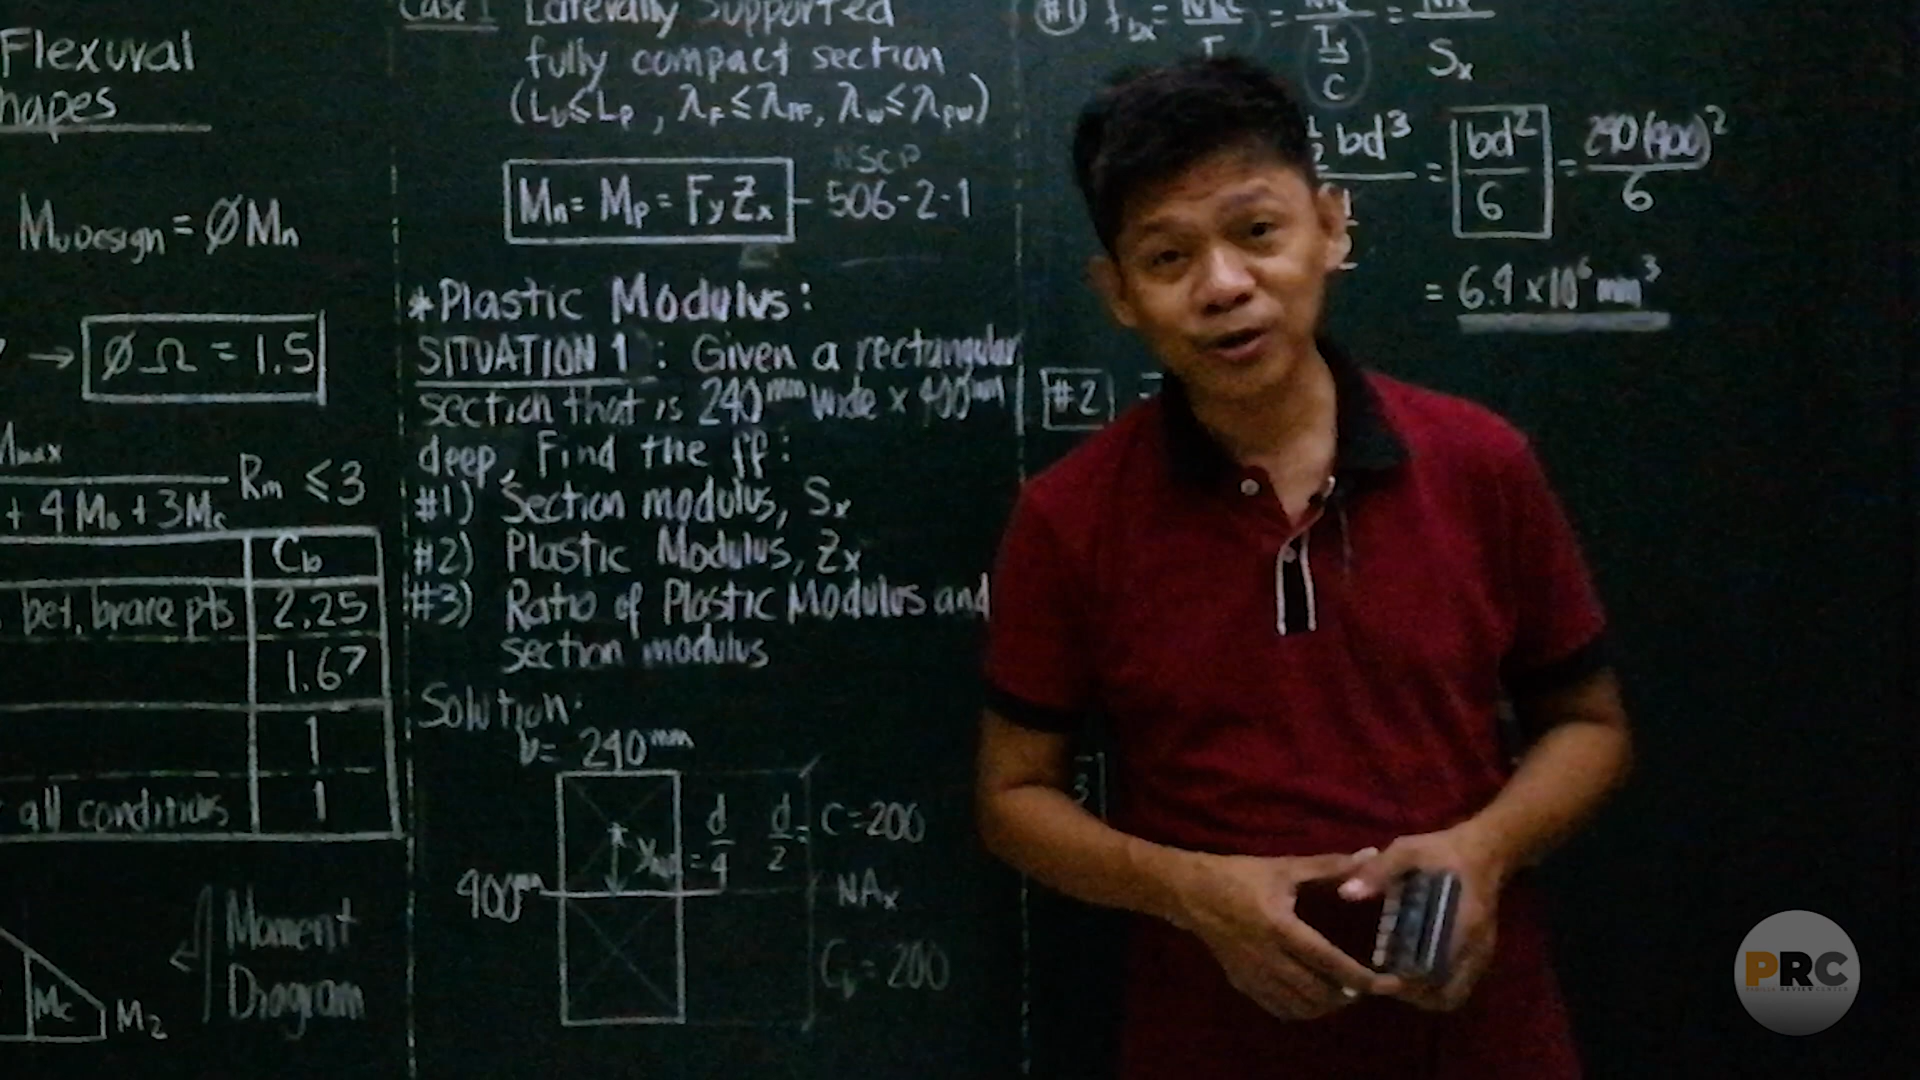 Flexural
hapes
MuDesign = ØMn
→ ØΩ = 1.5
Mmax
+ 4MB + 3Mc Rm ≤ 3
Cb
bet. brace pts 2.25
1.67
1
all conditions 1
Moment
Diagram
Mc M2
Case 1 Laterally Supported
fully compact section
(Lb ≤ Lp, λF ≤ λPF, λw ≤ λpw)
Mn = Mp = FyZx - NSCP
506-2-1
*Plastic Modulus:
SITUATION 1: Given a rectangular
section that is 240mm wide x 400mm
deep, Find the ff:
#1) Section modulus, Sx
#2) Plastic Modulus, Zx
#3) Ratio of Plastic Modulus and
section modulus
Solution:
b = 240mm
d/4 d/2 = C = 200
400mm NAx
C = 200
#1 fbx =
Ix/C Sx
bd³ = bd²/6 = 240(400)²/6
= 6.4 x 10⁶ mm³
#2
3
PRC